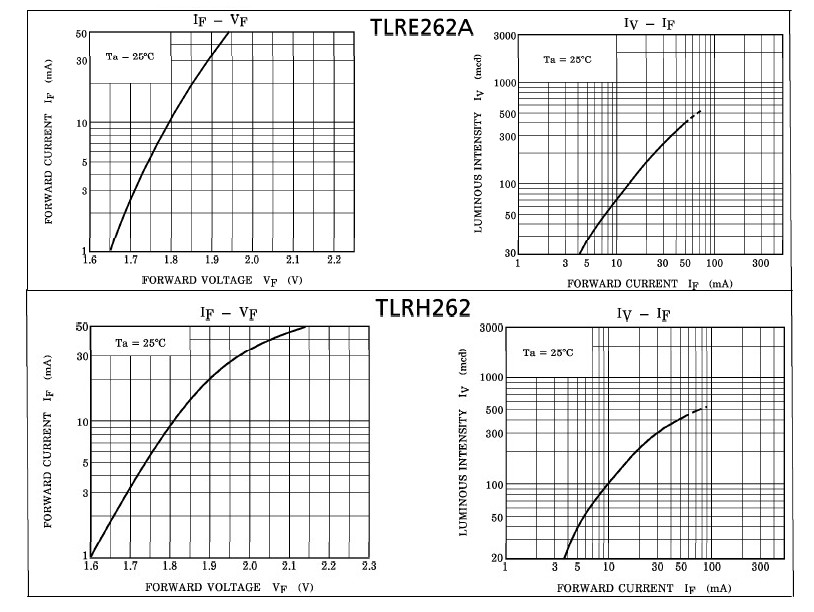 TLRE262A
IF – VF
Ta – 25°C
50
30
10
5
3
1
FORWARD CURRENT IF (mA)
1.6 1.7 1.8 1.9 2.0 2.1 2.2
FORWARD VOLTAGE VF (V)
IV – IF
Ta = 25°C
3000
1000
500
300
100
50
30
LUMINOUS INTENSITY IV (mcd)
1 3 5 10 30 50 100 300
FORWARD CURRENT IF (mA)
TLRH262
IF – VF
Ta = 25°C
50
30
10
5
3
1
FORWARD CURRENT IF (mA)
1.6 1.7 1.8 1.9 2.0 2.1 2.2 2.3
FORWARD VOLTAGE VF (V)
IV – IF
Ta = 25°C
3000
1000
500
300
100
50
20
LUMINOUS INTENSITY IV (mcd)
1 3 5 10 30 50 100 300
FORWARD CURRENT IF (mA)